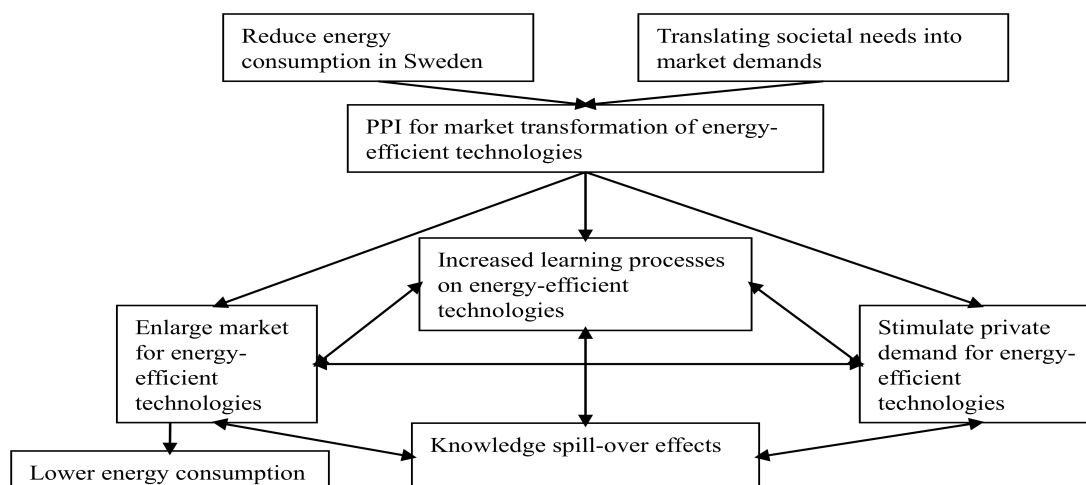 Reduce energy
consumption in Sweden
Translating societal needs into
market demands
PPI for market transformation of energy-
efficient technologies
Increased learning processes
on energy-efficient
technologies
Enlarge market
for energy-
efficient
technologies
Stimulate private
demand for energy-
efficient
technologies
Knowledge spill-over effects
Lower energy consumption